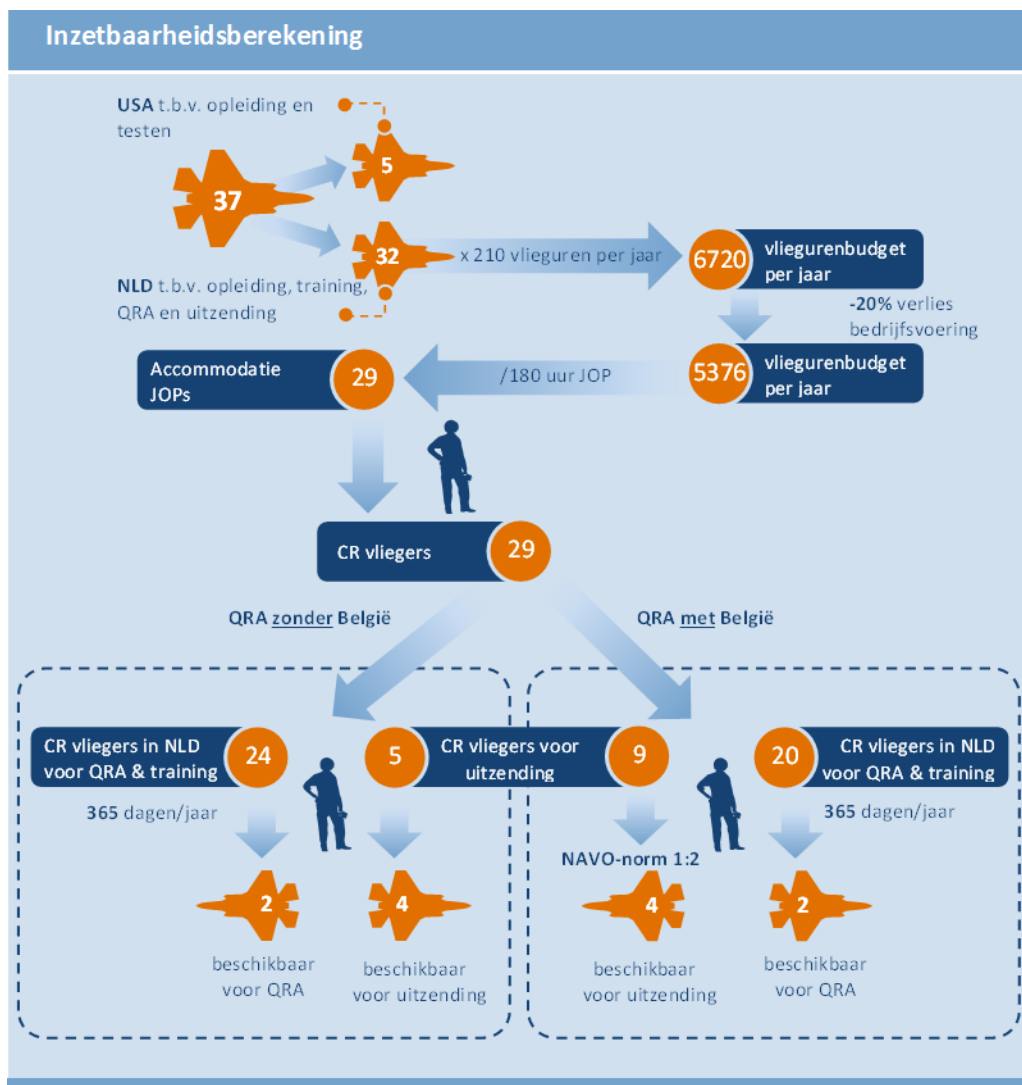 Inzetbaarheidsberekening
USA t.b.v. opleiding en
testen
5
37
32
x 210 vlieguren per jaar
6720
vliegurenbudget
per jaar
NLD t.b.v. opleiding, training,
QRA en uitzending
-20% verlies
bedrijfsvoering
Accommodatie
JOPs
29
/180 uur JOP
5376
vliegurenbudget
per jaar
CR vliegers
29
QRA zonder België
QRA met België
CR vliegers in NLD
voor QRA & training
24
5
CR vliegers voor
uitzending
9
20
CR vliegers in NLD
voor QRA & training
365 dagen/jaar
365 dagen/jaar
NAVO-norm 1:2
2
4
4
2
beschikbaar
voor QRA
beschikbaar
voor uitzending
beschikbaar
voor uitzending
beschikbaar
voor QRA